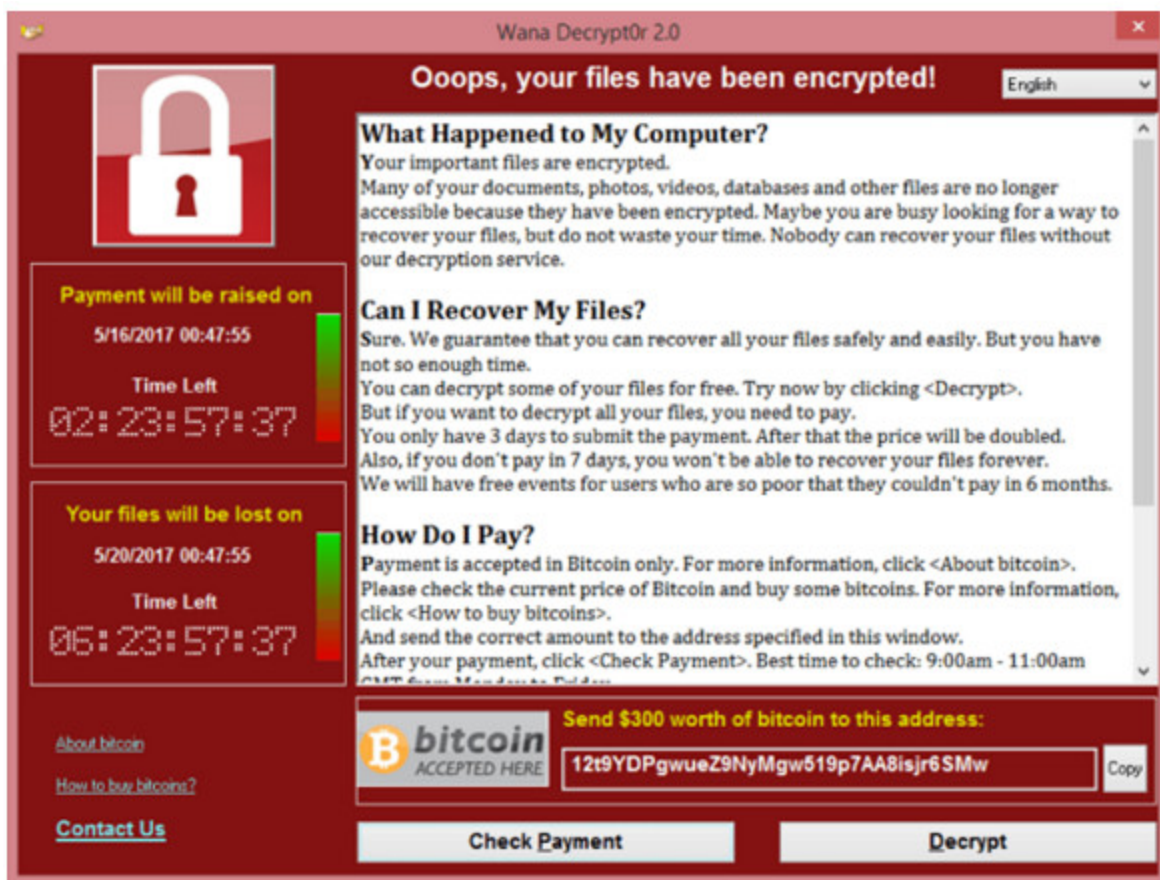 Wana Decrypt0r 2.0
Ooops, your files have been encrypted!
English
Payment will be raised on
5/16/2017 00:47:55
Time Left
02:23:57:37
Your files will be lost on
5/20/2017 00:47:55
Time Left
06:23:57:37
About bitcoin
How to buy bitcoins?
Contact Us
What Happened to My Computer?
Your important files are encrypted.
Many of your documents, photos, videos, databases and other files are no longer
accessible because they have been encrypted. Maybe you are busy looking for a way to
recover your files, but do not waste your time. Nobody can recover your files without
our decryption service.
Can I Recover My Files?
Sure. We guarantee that you can recover all your files safely and easily. But you have
not so enough time.
You can decrypt some of your files for free. Try now by clicking <Decrypt>.
But if you want to decrypt all your files, you need to pay.
You only have 3 days to submit the payment. After that the price will be doubled.
Also, if you don't pay in 7 days, you won't be able to recover your files forever.
We will have free events for users who are so poor that they couldn't pay in 6 months.
How Do I Pay?
Payment is accepted in Bitcoin only. For more information, click <About bitcoin>.
Please check the current price of Bitcoin and buy some bitcoins. For more information,
click <How to buy bitcoins>.
And send the correct amount to the address specified in this window.
After your payment, click <Check Payment>. Best time to check: 9:00am - 11:00am
GMT from Monday to Friday
bitcoin
ACCEPTED HERE
Send $300 worth of bitcoin to this address:
12t9YDPgwueZ9NyMgw519p7AA8isjr6SMw
Copy
Check Payment
Decrypt